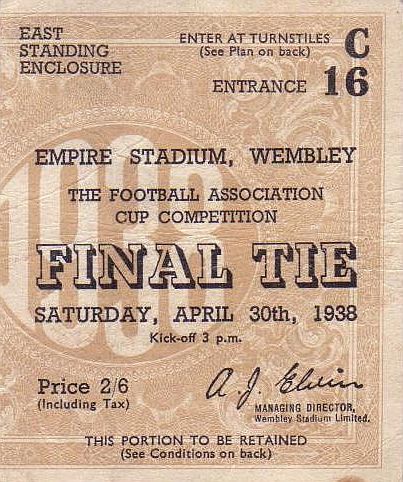 EAST
STANDING
ENCLOSURE
ENTER AT TURNSTILES
(See Plan on back)
C
ENTRANCE 16
EMPIRE STADIUM, WEMBLEY
THE FOOTBALL ASSOCIATION
CUP COMPETITION
FINAL TIE
SATURDAY, APRIL 30th, 1938
Kick-off 3 p.m.
Price 2/6
(Including Tax)
A. J. Elvin
MANAGING DIRECTOR,
Wembley Stadium Limited.
THIS PORTION TO BE RETAINED
(See Conditions on back)
1938